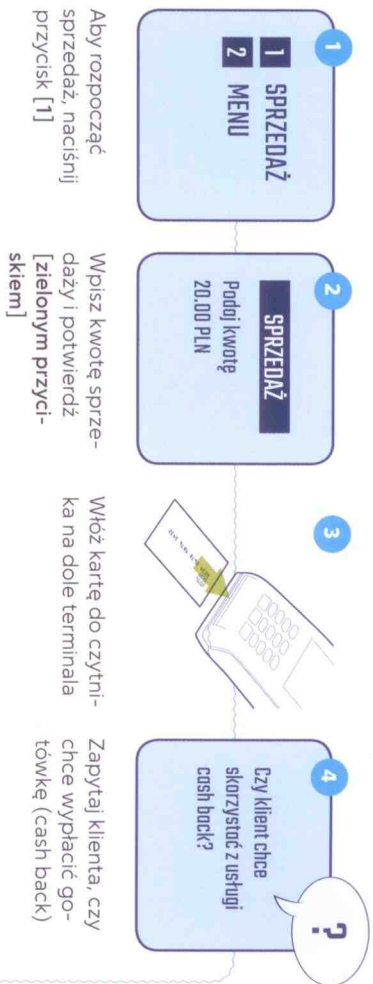 1
1 SPRZEDAŻ
2 MENU
Aby rozpocząć
sprzedaż, naciśnij
przycisk [1]
2
SPRZEDAŻ
Podaj kwotę
20.00 PLN
Wpisz kwotę sprze-
daży i potwierdź
[zielonym przyci-
skiem]
3
Włóż kartę do czytni-
ka na dole terminala
4
?
Czy klient chce
skorzystać z usługi
cash back?
Zapytaj klienta, czy
chce wypłacić go-
tówkę (cash back)